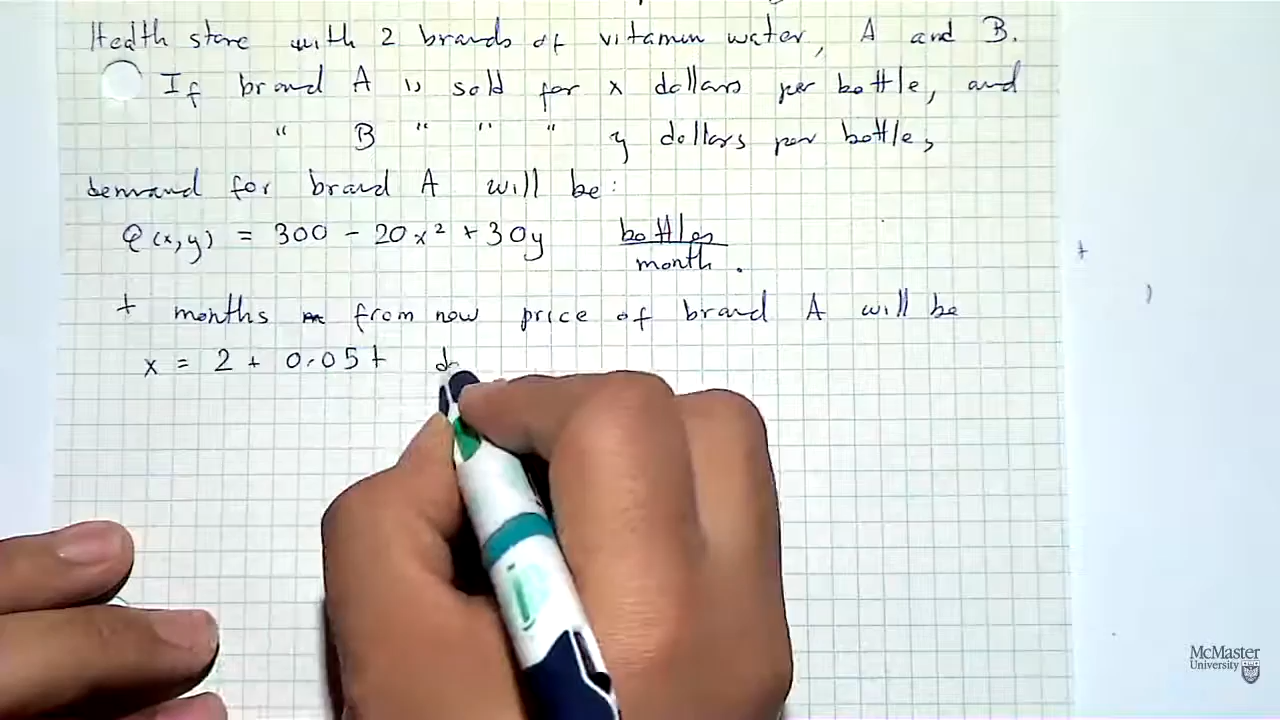 Health store with 2 brands of vitamin water, A and B.
If brand A is sold for x dollars per bottle, and
" B " " " y dollars per bottle,
demand for brand A will be:
Q(x,y) = 300 - 20x² + 30y bottles/month.
t months from now price of brand A will be
x = 2 + 0.05t do
McMaster
University